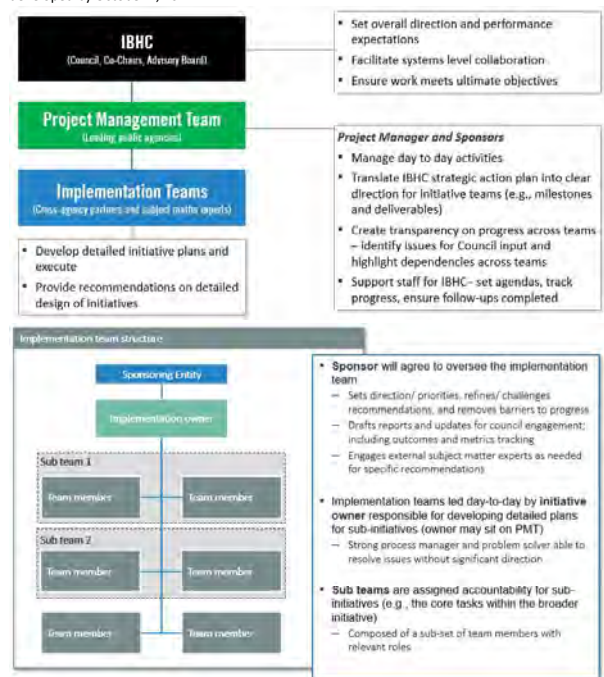 IBHC
(Council, Co-Chairs, Advisory Board)
Set overall direction and performance
expectations
Facilitate systems level collaboration
Ensure work meets ultimate objectives
Project Management Team
(Leading public agencies)
Project Manager and Sponsors
Manage day to day activities
Translate IBHC strategic action plan into clear
direction for initiative teams (e.g., milestones
and deliverables)
Create transparency on progress across teams
– identify issues for Council input and
highlight dependencies across teams
Support staff for IBHC– set agendas, track
progress, ensure follow-ups completed
Implementation Teams
(Cross-agency partners and subject matte experts)
Develop detailed initiative plans and
execute
Provide recommendations on detailed
design of initiatives
Implementation team structure
Sponsoring Entity
Implementation owner
Sub team 1
Team member
Team member
Sub team 2
Team member
Team member
Team member
Team member
Sponsor will agree to oversee the implementation
team
— Sets direction/ priorities, refines/ challenges
recommendations, and removes barriers to progress
— Drafts reports and updates for council engagement;
including outcomes and metrics tracking
— Engages external subject matter experts as needed
for specific recommendations
Implementation teams led day-to-day by initiative
owner responsible for developing detailed plans
for sub-initiatives (owner may sit on PMT)
— Strong process manager and problem solver able to
resolve issues without significant direction
Sub teams are assigned accountability for sub-
initiatives (e.g., the core tasks within the broader
initiative)
— Composed of a sub-set of team members with
relevant roles